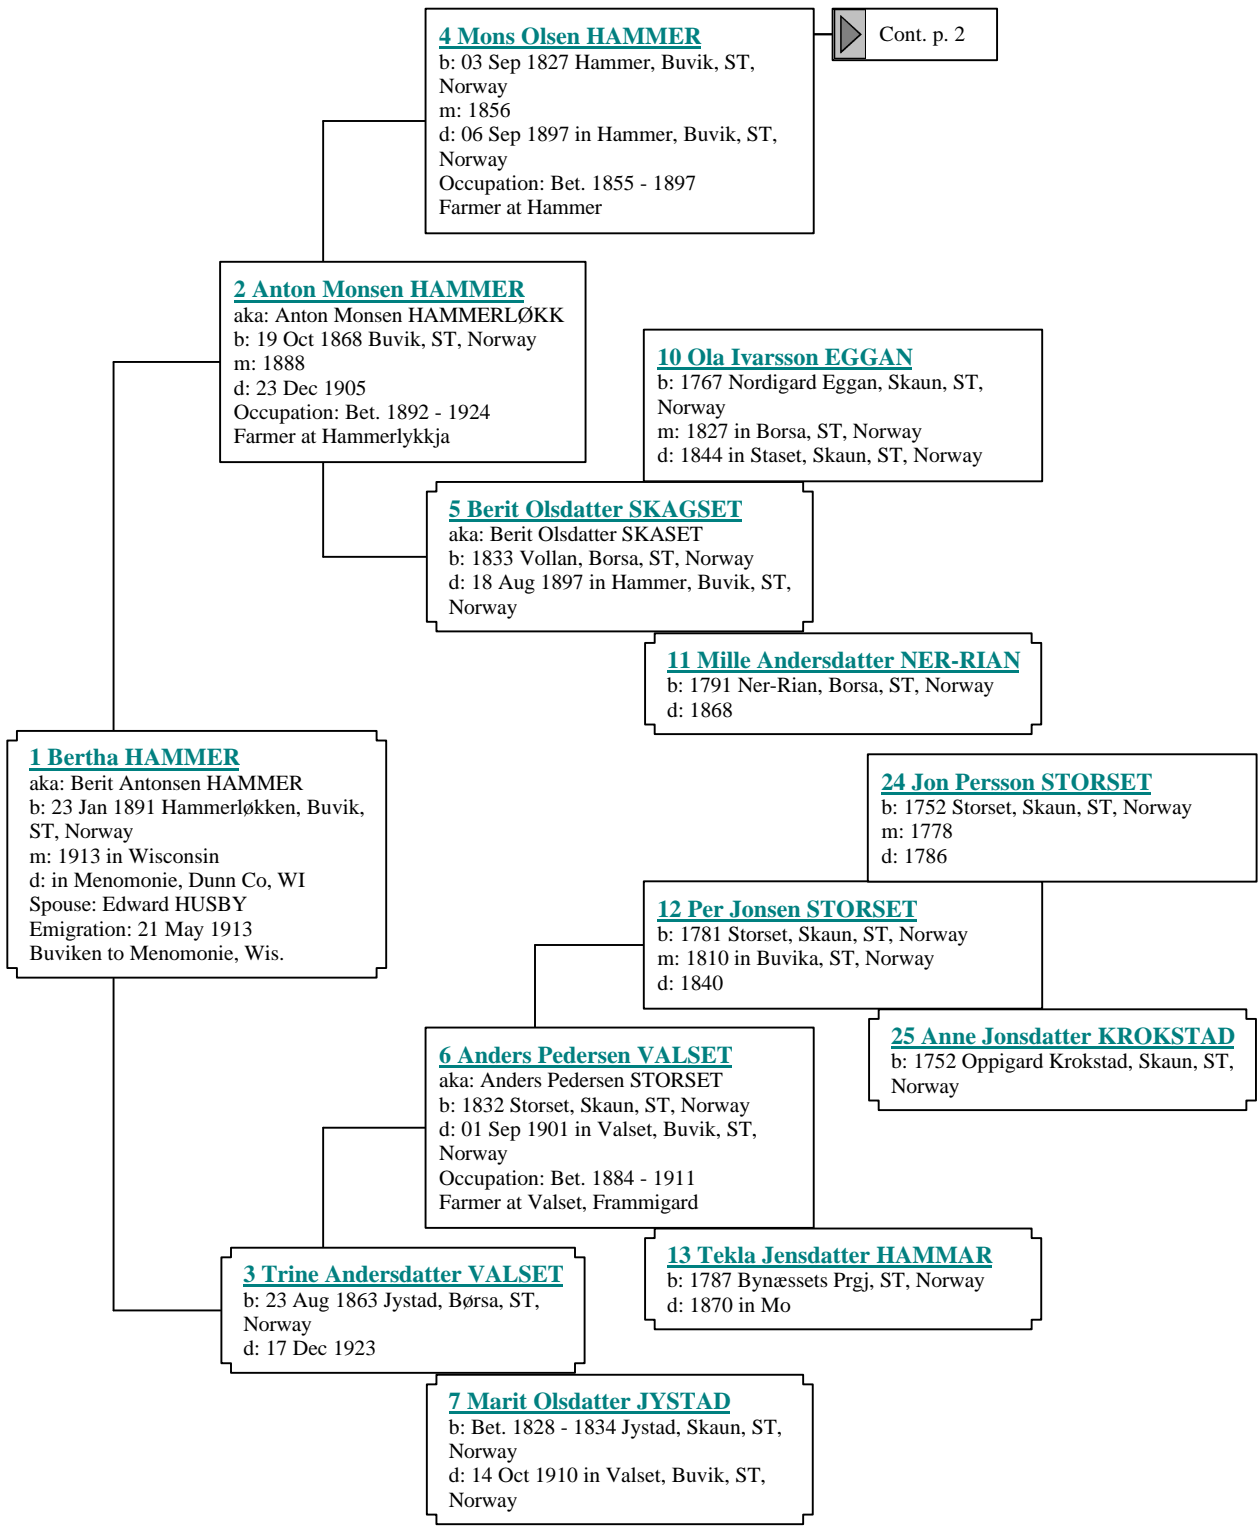 4 Mons Olsen HAMMER
b: 03 Sep 1827 Hammer, Buvik, ST,
Norway
m: 1856
d: 06 Sep 1897 in Hammer, Buvik, ST,
Norway
Occupation: Bet. 1855 - 1897
Farmer at Hammer
Cont. p. 2
2 Anton Monsen HAMMER
aka: Anton Monsen HAMMERLØKK
b: 19 Oct 1868 Buvik, ST, Norway
m: 1888
d: 23 Dec 1905
Occupation: Bet. 1892 - 1924
Farmer at Hammerlykkja
10 Ola Ivarsson EGGAN
b: 1767 Nordigard Eggan, Skaun, ST,
Norway
m: 1827 in Borsa, ST, Norway
d: 1844 in Staset, Skaun, ST, Norway
5 Berit Olsdatter SKAGSET
aka: Berit Olsdatter SKASET
b: 1833 Vollan, Borsa, ST, Norway
d: 18 Aug 1897 in Hammer, Buvik, ST,
Norway
11 Mille Andersdatter NER-RIAN
b: 1791 Ner-Rian, Borsa, ST, Norway
d: 1868
1 Bertha HAMMER
aka: Berit Antonsen HAMMER
b: 23 Jan 1891 Hammerløkken, Buvik,
ST, Norway
m: 1913 in Wisconsin
d: in Menomonie, Dunn Co, WI
Spouse: Edward HUSBY
Emigration: 21 May 1913
Buviken to Menomonie, Wis.
24 Jon Persson STORSET
b: 1752 Storset, Skaun, ST, Norway
m: 1778
d: 1786
12 Per Jonsen STORSET
b: 1781 Storset, Skaun, ST, Norway
m: 1810 in Buvika, ST, Norway
d: 1840
25 Anne Jonsdatter KROKSTAD
b: 1752 Oppigard Krokstad, Skaun, ST,
Norway
6 Anders Pedersen VALSET
aka: Anders Pedersen STORSET
b: 1832 Storset, Skaun, ST, Norway
d: 01 Sep 1901 in Valset, Buvik, ST,
Norway
Occupation: Bet. 1884 - 1911
Farmer at Valset, Frammigard
13 Tekla Jensdatter HAMMAR
b: 1787 Bynæssets Prgj, ST, Norway
d: 1870 in Mo
3 Trine Andersdatter VALSET
b: 23 Aug 1863 Jystad, Børsa, ST,
Norway
d: 17 Dec 1923
7 Marit Olsdatter JYSTAD
b: Bet. 1828 - 1834 Jystad, Skaun, ST,
Norway
d: 14 Oct 1910 in Valset, Buvik, ST,
Norway